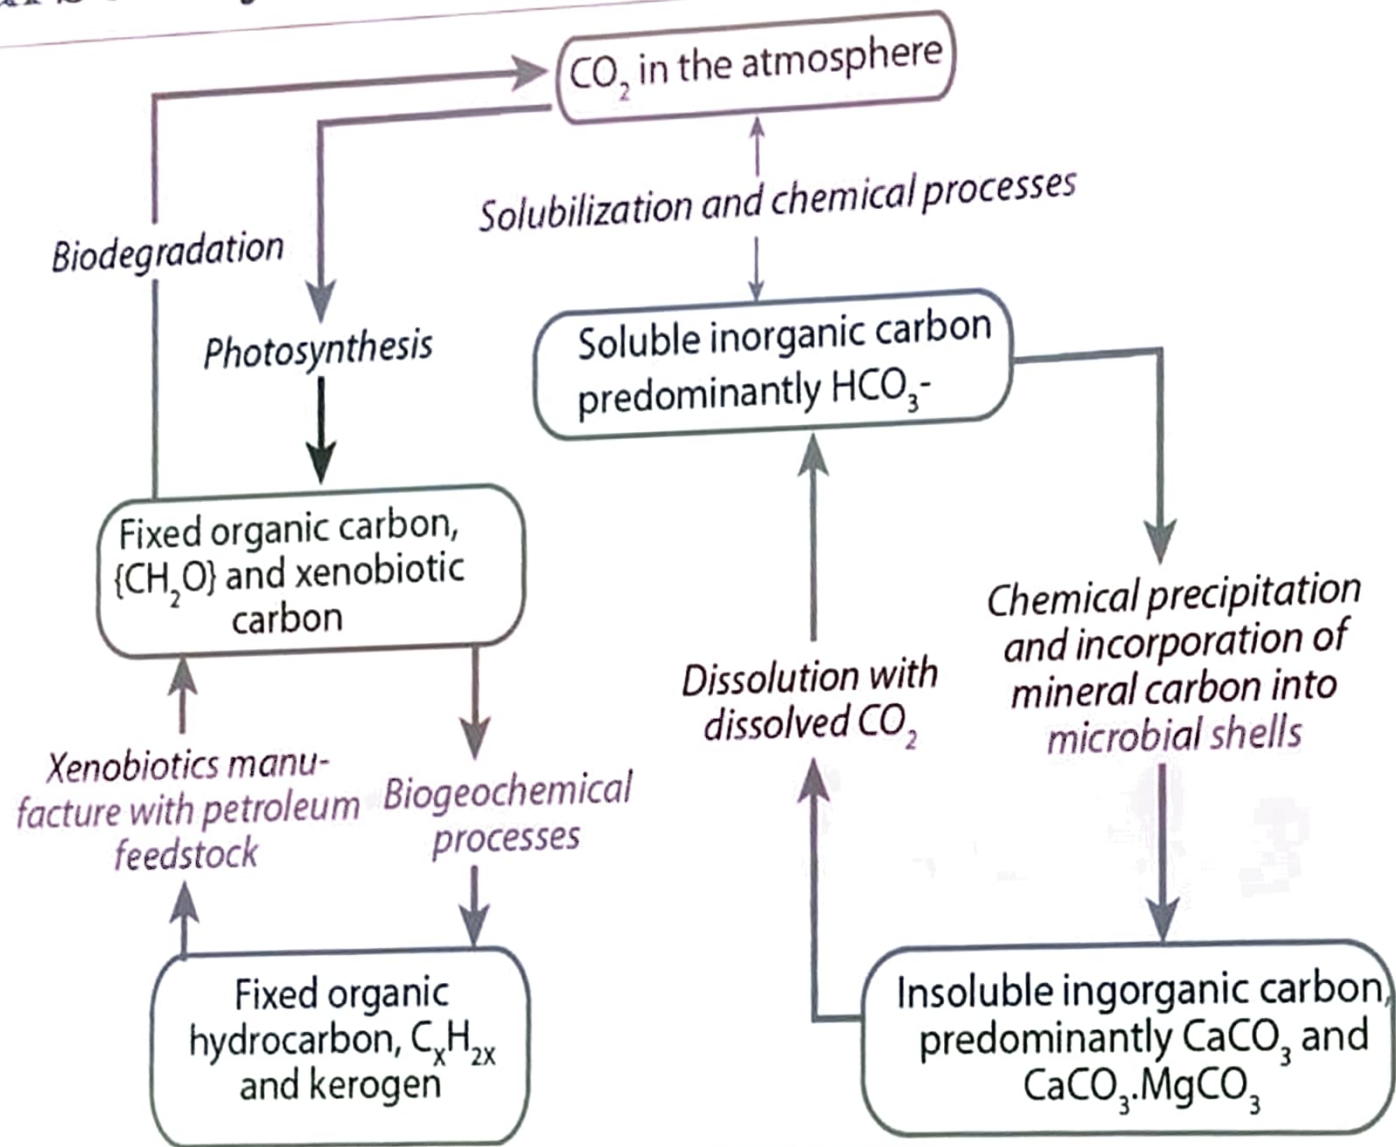 CO₂ in the atmosphere
Solubilization and chemical processes
Biodegradation
Photosynthesis
Soluble inorganic carbon
predominantly HCO₃-
Fixed organic carbon,
{CH₂O} and xenobiotic
carbon
Chemical precipitation
and incorporation of
mineral carbon into
microbial shells
Dissolution with
dissolved CO₂
Xenobiotics manu-
facture with petroleum
feedstock
Biogeochemical
processes
Fixed organic
hydrocarbon, CₓH₂ₓ
and kerogen
Insoluble ingorganic carbon,
predominantly CaCO₃ and
CaCO₃.MgCO₃